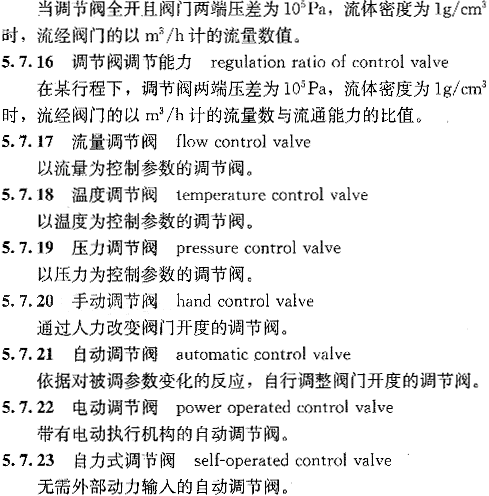 当调节阀全开且阀门两端压差为 10⁵Pa，流体密度为 1g/cm³
时，流经阀门的以 m³/h 计的流量数值。
5.7.16 调节阀调节能力 regulation ratio of control valve
在某行程下，调节阀两端压差为 10⁵Pa，流体密度为 1g/cm³
时，流经阀门的以 m³/h 计的流量数与流通能力的比值。
5.7.17 流量调节阀 flow control valve
以流量为控制参数的调节阀。
5.7.18 温度调节阀 temperature control valve
以温度为控制参数的调节阀。
5.7.19 压力调节阀 pressure control valve
以压力为控制参数的调节阀。
5.7.20 手动调节阀 hand control valve
通过人力改变阀门开度的调节阀。
5.7.21 自动调节阀 automatic control valve
依据对被调参数变化的反应，自行调整阀门开度的调节阀。
5.7.22 电动调节阀 power operated control valve
带有电动执行机构的自动调节阀。
5.7.23 自力式调节阀 self-operated control valve
无需外部动力输入的自动调节阀。